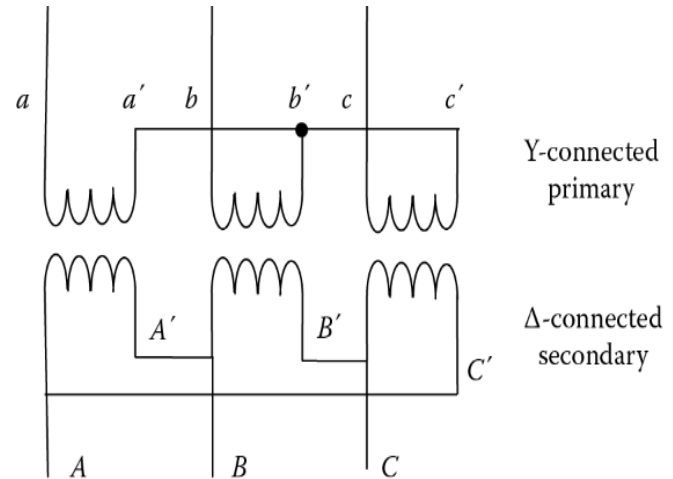 a a′ b b′ c c′
Y-connected
primary
A′ B′ C′
Δ-connected
secondary
A B C